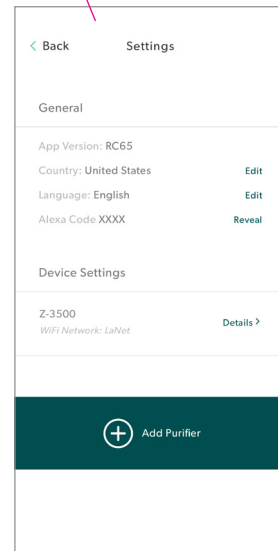 Back Settings
General
App Version: RC65
Country: United States Edit
Language: English Edit
Alexa Code XXXX Reveal
Device Settings
Z-3500
WiFi Network: LaNet
Details >
Add Purifier